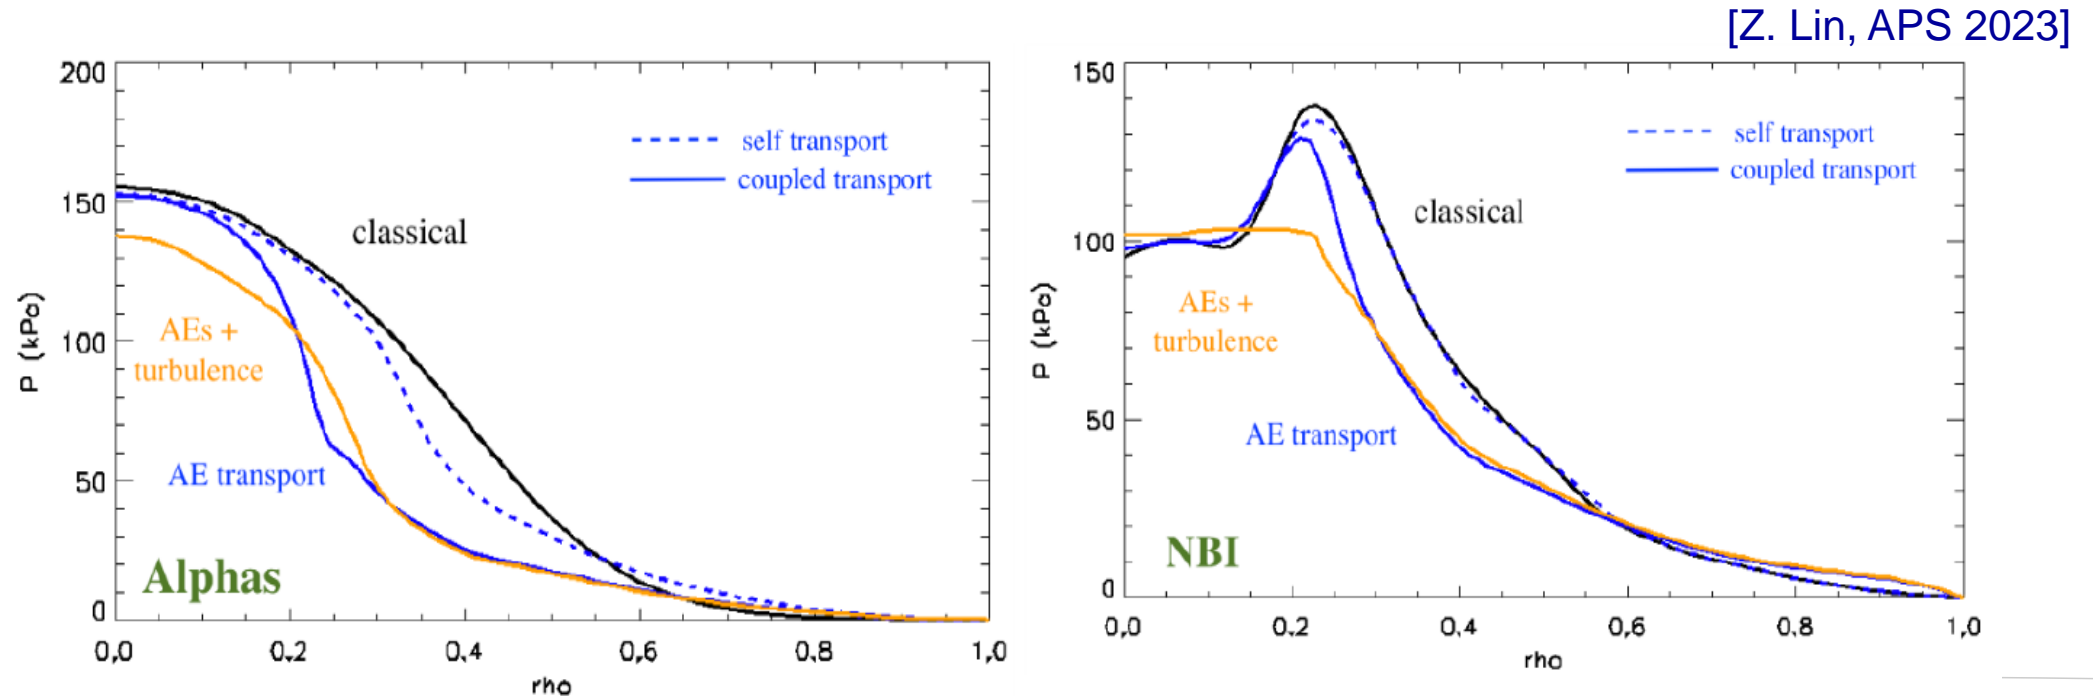 [Z. Lin, APS 2023]
200
150
100
50
0
P (kPa)
0,0
0,2
0,4
0,6
0,8
1,0
rho
self transport
coupled transport
classical
AEs +
turbulence
AE transport
Alphas
150
100
50
0
P (kPa)
0,0
0,2
0,4
0,6
0,8
1,0
rho
self transport
coupled transport
classical
AEs +
turbulence
AE transport
NBI